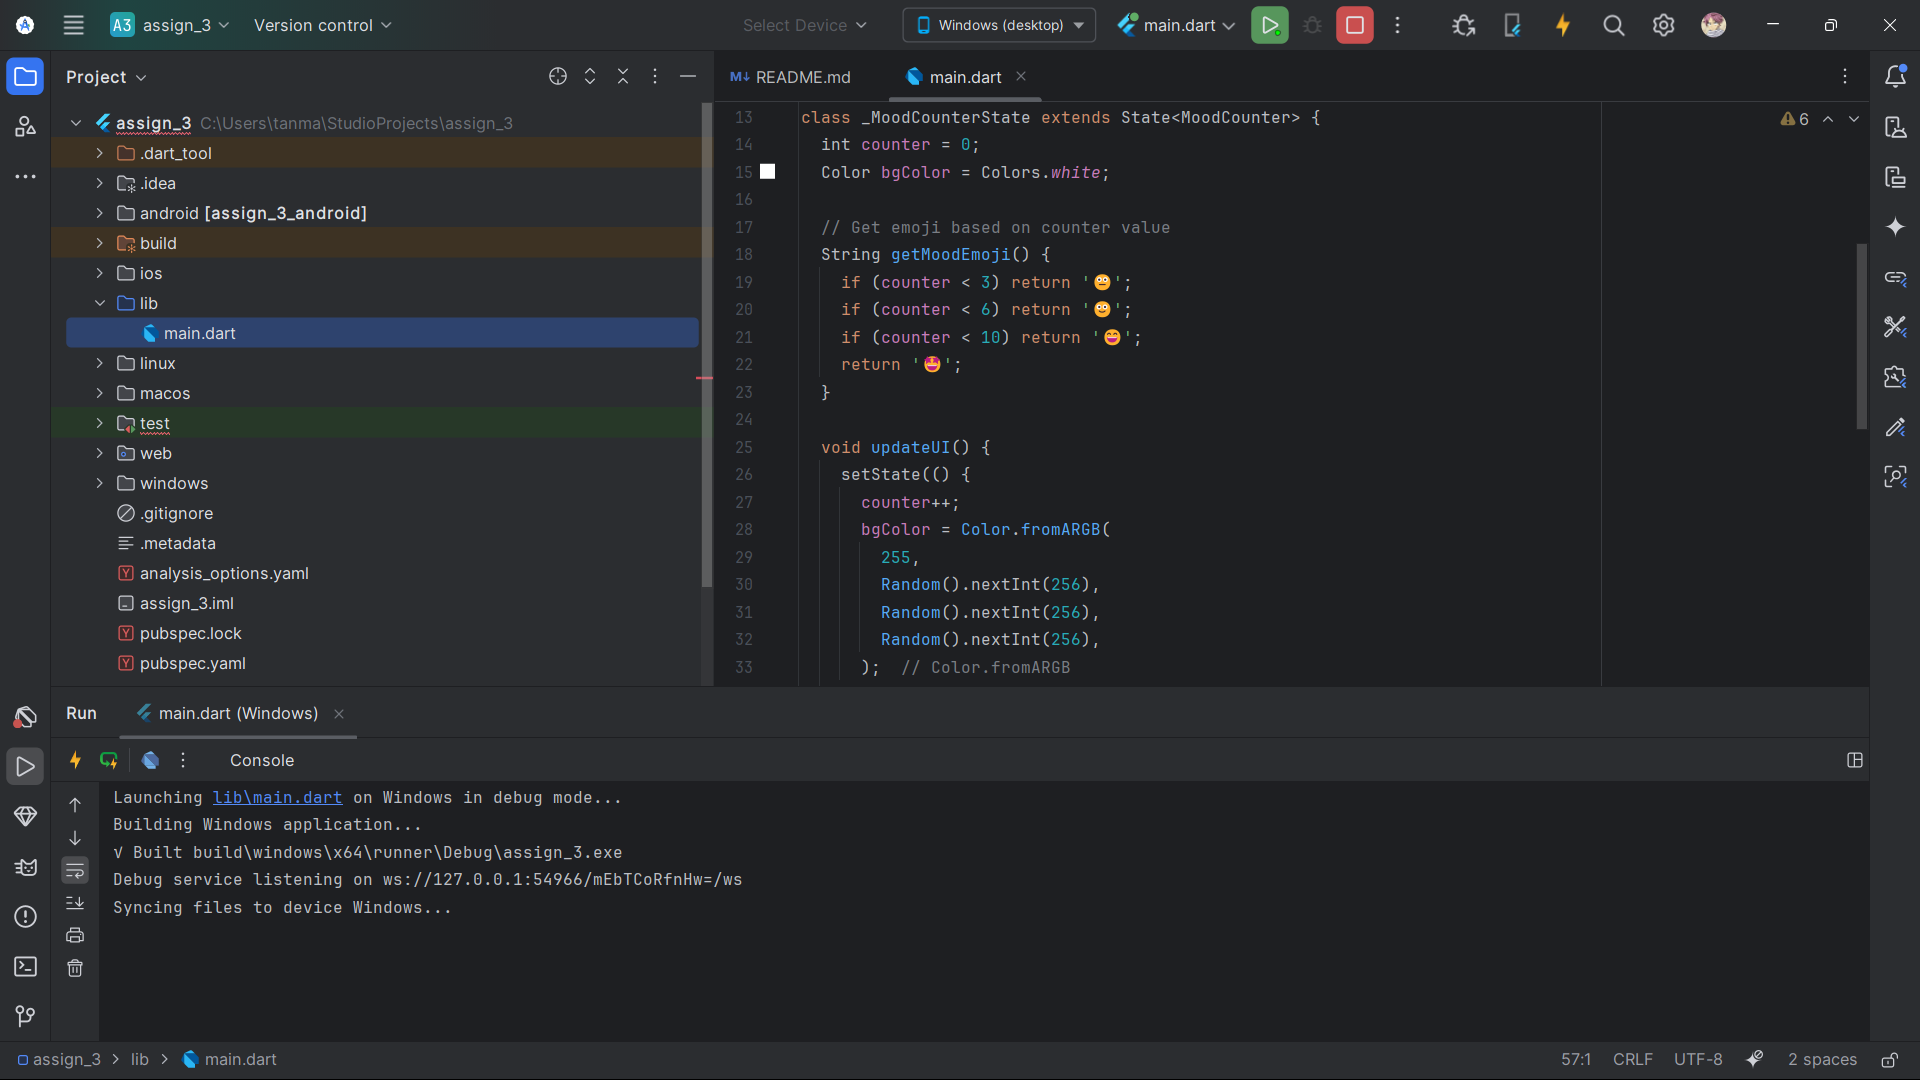 A3 assign_3 Version control Select Device Windows (desktop) main.dart
Project
README.md
main.dart
assign_3 C:\Users\tanma\StudioProjects\assign_3
.dart_tool
.idea
android [assign_3_android]
build
ios
lib
main.dart
linux
macos
test
web
windows
.gitignore
.metadata
analysis_options.yaml
assign_3.iml
pubspec.lock
pubspec.yaml
6
13 class _MoodCounterState extends State<MoodCounter> {
14 int counter = 0;
15 Color bgColor = Colors.white;
16
17 // Get emoji based on counter value
18 String getMoodEmoji() {
19 if (counter < 3) return '😐';
20 if (counter < 6) return '🙂';
21 if (counter < 10) return '😄';
22 return '🤩';
23 }
24
25 void updateUI() {
26 setState(() {
27 counter++;
28 bgColor = Color.fromARGB(
29 255,
30 Random().nextInt(256),
31 Random().nextInt(256),
32 Random().nextInt(256),
33 ); // Color.fromARGB
Run main.dart (Windows)
Console
Launching lib\main.dart on Windows in debug mode...
Building Windows application...
√ Built build\windows\x64\runner\Debug\assign_3.exe
Debug service listening on ws://127.0.0.1:54966/mEbTCoRfnHw=/ws
Syncing files to device Windows...
assign_3 > lib > main.dart 57:1 CRLF UTF-8 2 spaces